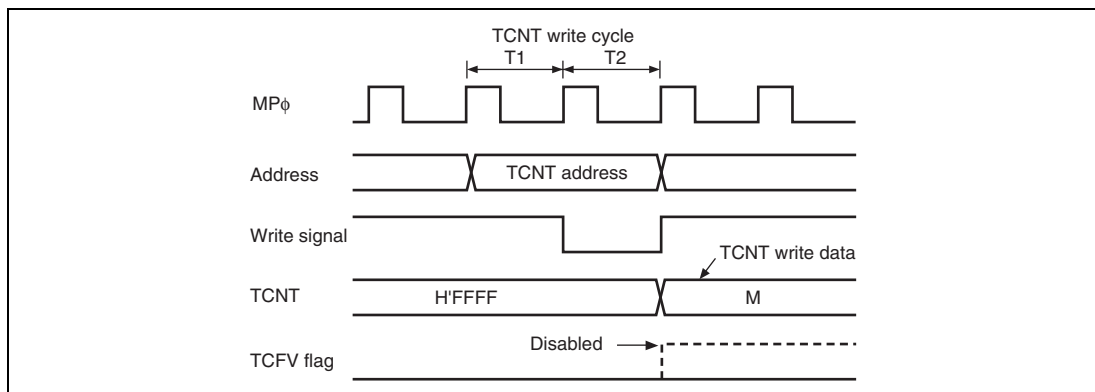 TCNT write cycle
T1 T2
MPϕ
Address TCNT address
Write signal
TCNT write data
TCNT H'FFFF M
Disabled
TCFV flag